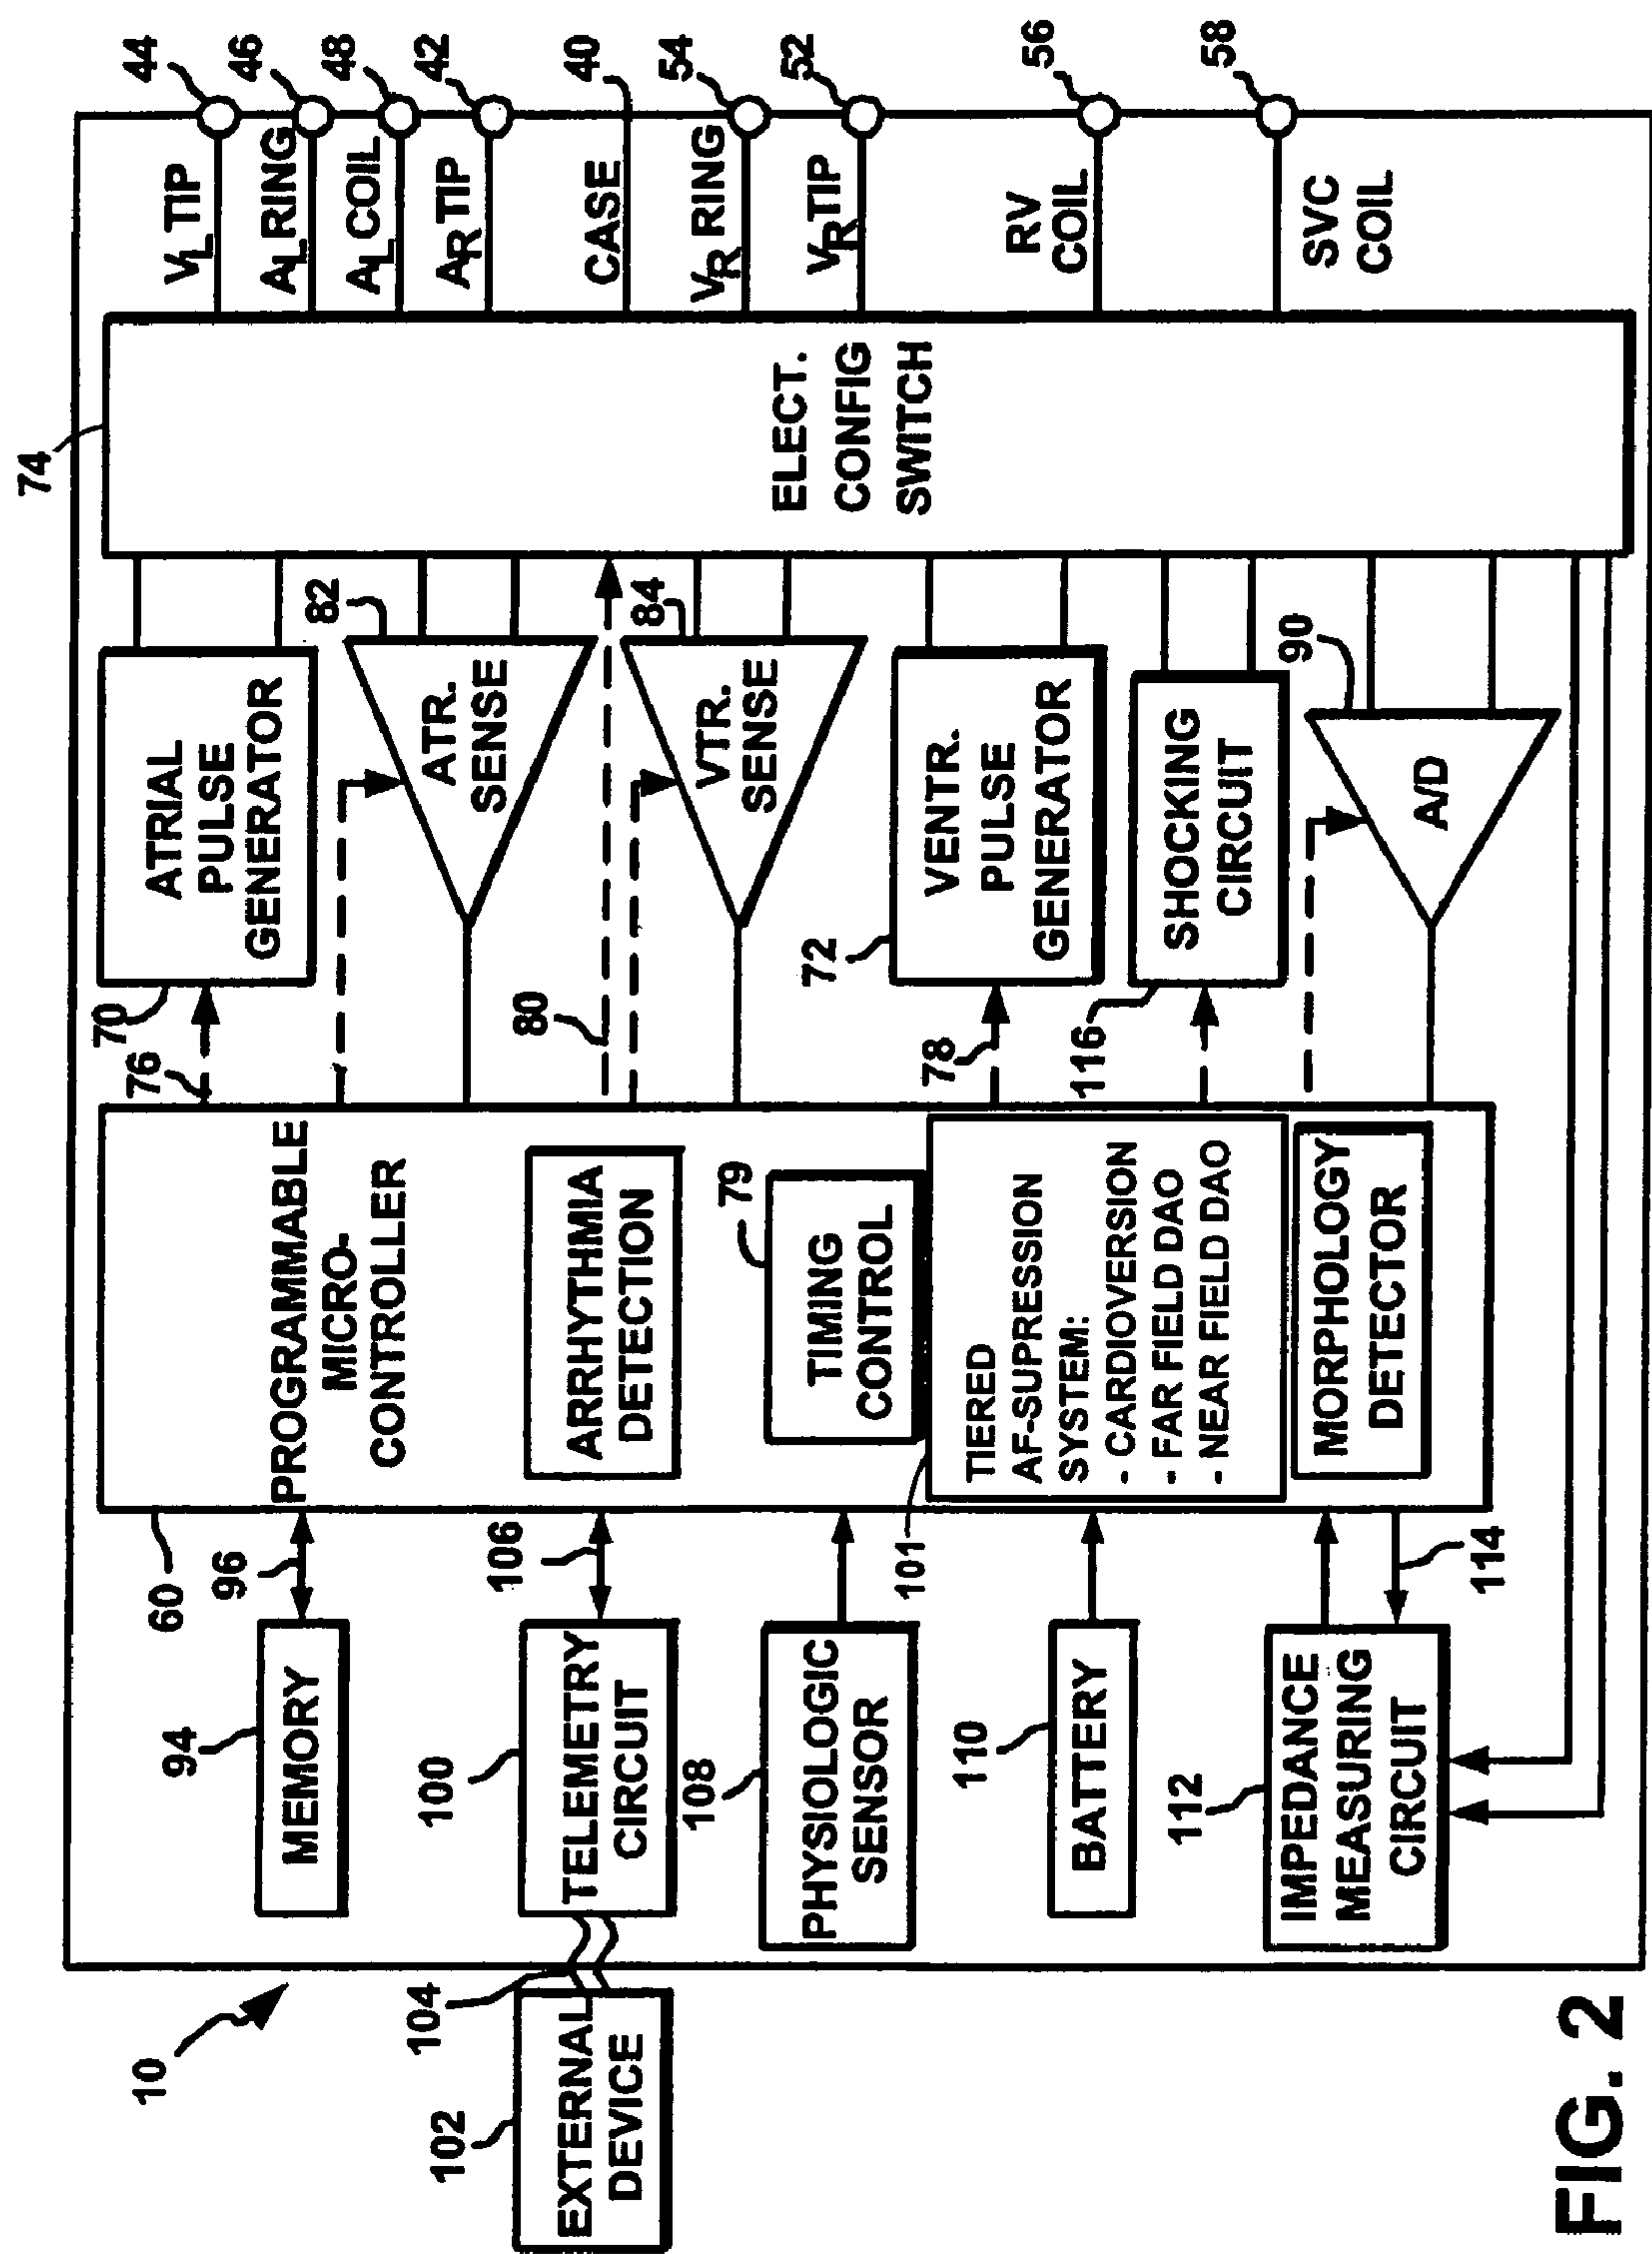 10
60
74
PROGRAMMABLE
MICRO-
CONTROLLER
94
MEMORY
96
76
70
ATRIAL
PULSE
GENERATOR
82
ATR.
SENSE
VL TIP
44
AL RING
46
AL COIL
48
AR TIP
42
CASE
40
VR RING
54
VR TIP
52
RV
COIL
56
SVC
COIL
58
ELECT.
CONFIG
SWITCH
102
EXTERNAL
DEVICE
104
100
TELEMETRY
CIRCUIT
106
ARRHYTHMIA
DETECTION
80
84
VTR.
SENSE
108
PHYSIOLOGIC
SENSOR
79
TIMING
CONTROL
72
VENTR.
PULSE
GENERATOR
78
101
TIERED
AF-SUPRESSION
SYSTEM:
- CARDIOVERSION
- FAR FIELD DAO
- NEAR FIELD DAO
110
BATTERY
116
SHOCKING
CIRCUIT
90
A/D
MORPHOLOGY
DETECTOR
112
IMPEDANCE
MEASURING
CIRCUIT
114
FIG. 2